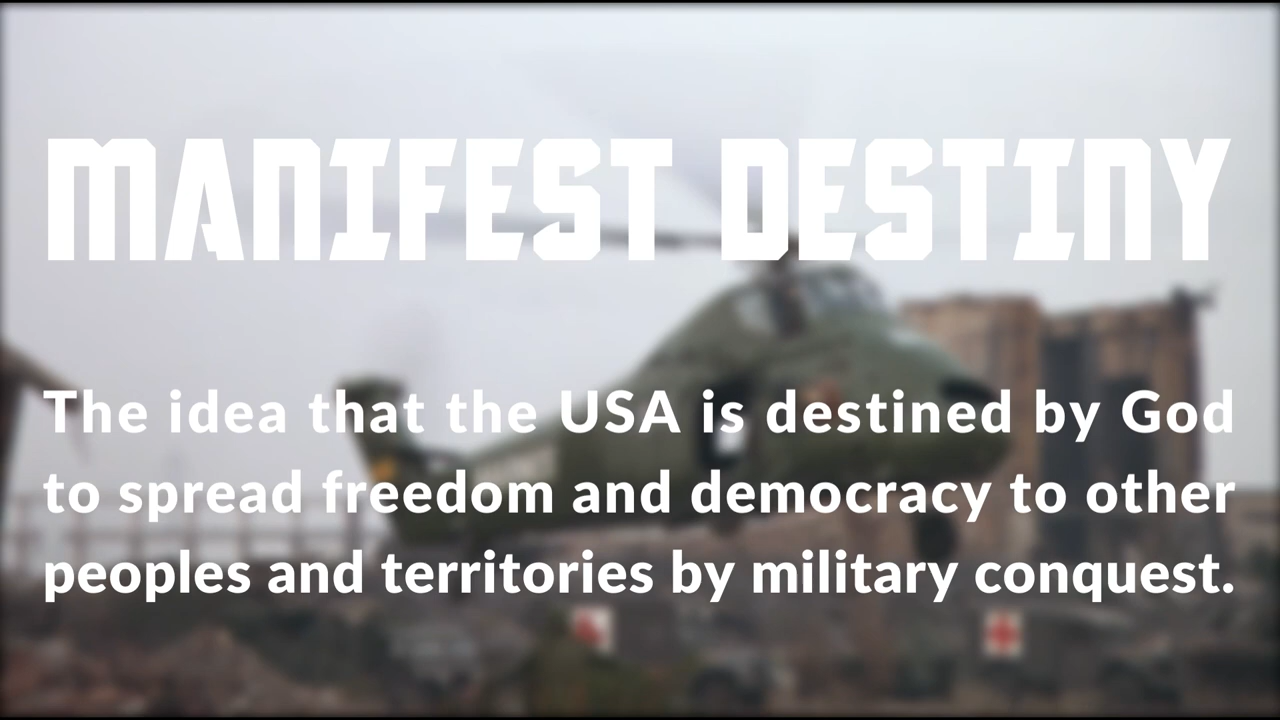 MANIFEST DESTINY
The idea that the USA is destined by God
to spread freedom and democracy to other
peoples and territories by military conquest.